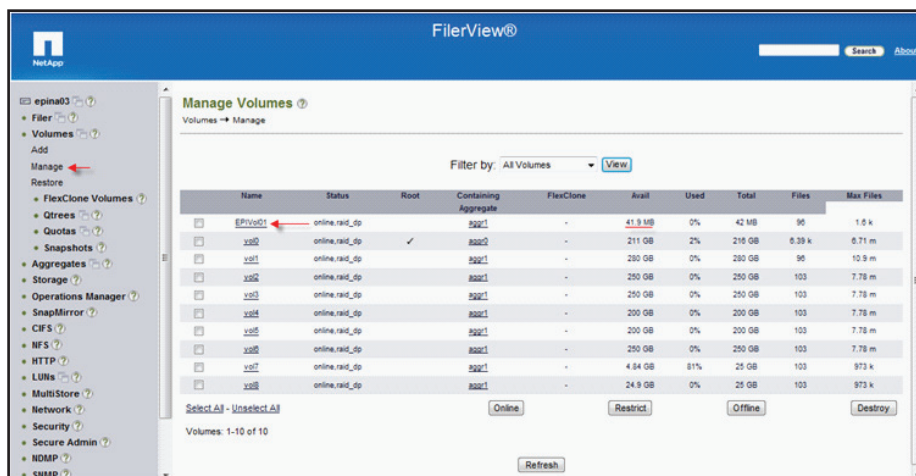 FilerView®
NetApp
Search About
epina03
Filer
Volumes
Add
Manage
Restore
FlexClone Volumes
Qtrees
Quotas
Snapshots
Aggregates
Storage
Operations Manager
SnapMirror
CIFS
NFS
HTTP
LUNs
MultiStore
Network
Security
Secure Admin
NDMP
SNMP
Manage Volumes
Volumes → Manage
Filter by: All Volumes View
Name Status Root Containing Aggregate FlexClone Avail Used Total Files Max Files
EPIVol01 online,raid_dp aggr1 - 41.9 MB 0% 42 MB 96 1.6 k
vol0 online,raid_dp ✓ aggr0 - 211 GB 2% 216 GB 6.39 k 6.71 m
vol1 online,raid_dp aggr1 - 280 GB 0% 280 GB 96 10.9 m
vol2 online,raid_dp aggr1 - 250 GB 0% 250 GB 103 7.78 m
vol3 online,raid_dp aggr1 - 250 GB 0% 250 GB 103 7.78 m
vol4 online,raid_dp aggr1 - 200 GB 0% 200 GB 103 7.78 m
vol5 online,raid_dp aggr1 - 200 GB 0% 200 GB 103 7.78 m
vol6 online,raid_dp aggr1 - 250 GB 0% 250 GB 103 7.78 m
vol7 online,raid_dp aggr1 - 4.84 GB 81% 25 GB 103 973 k
vol8 online,raid_dp aggr1 - 24.9 GB 0% 25 GB 103 973 k
Select All - Unselect All Online Restrict Offline Destroy
Volumes: 1-10 of 10
Refresh